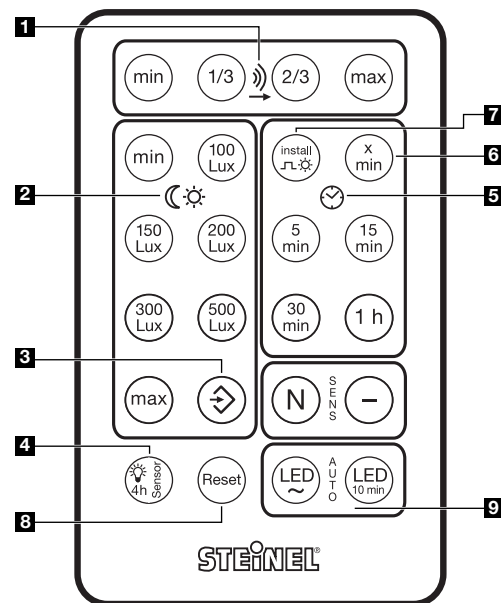 1
min 1/3 2/3 max
7
min 100 Lux install x min
6
2
5
150 Lux 200 Lux 5 min 15 min
300 Lux 500 Lux 30 min 1 h
3
max N SENS –
4
4h Sensor Reset LED ~ AUTO LED 10 min
8
9
STEINEL®